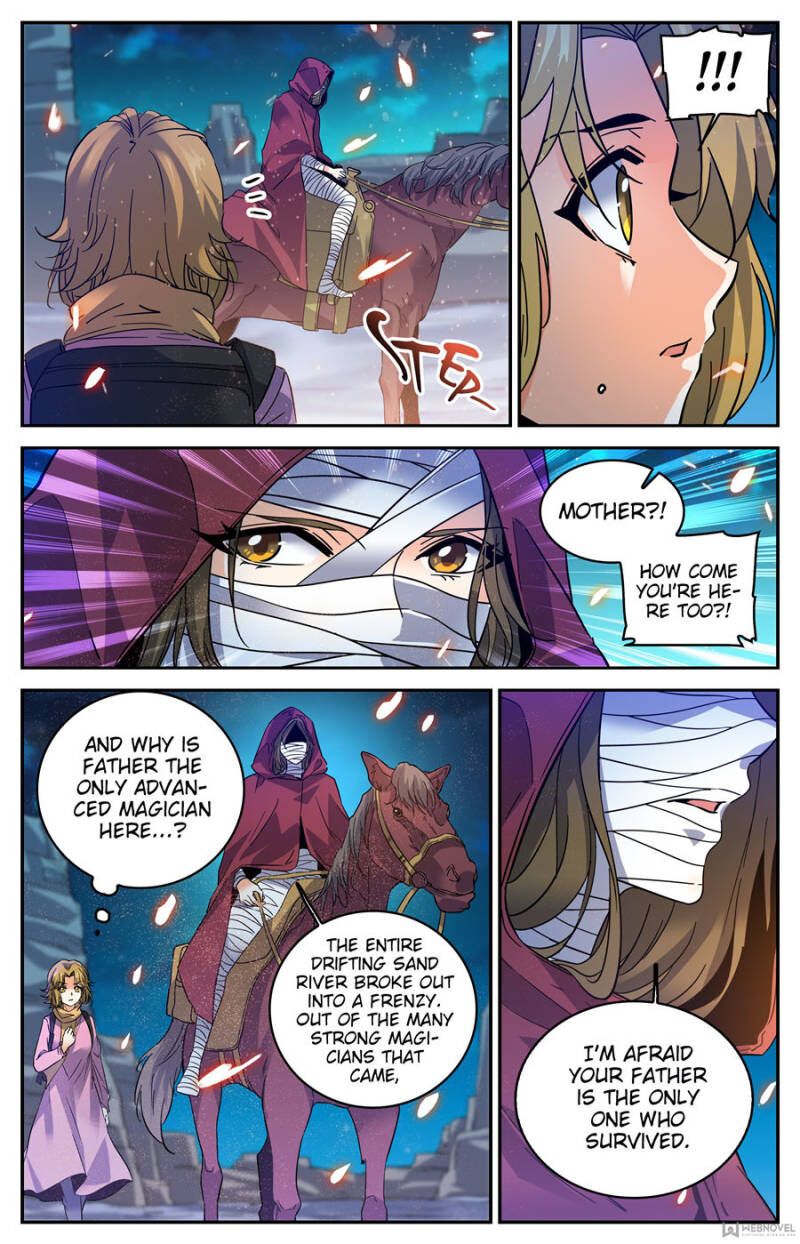 STEP
!!!
MOTHER?!
HOW COME
YOU'RE HE-
RE TOO?!
AND WHY IS
FATHER THE
ONLY ADVAN-
CED MAGICIAN
HERE...?
THE ENTIRE
DRIFTING SAND
RIVER BROKE OUT
INTO A FRENZY.
OUT OF THE MANY
STRONG MAGI-
CIANS THAT
CAME,
I'M AFRAID
YOUR FATHER
IS THE ONLY
ONE WHO
SURVIVED.
WEBNOVEL